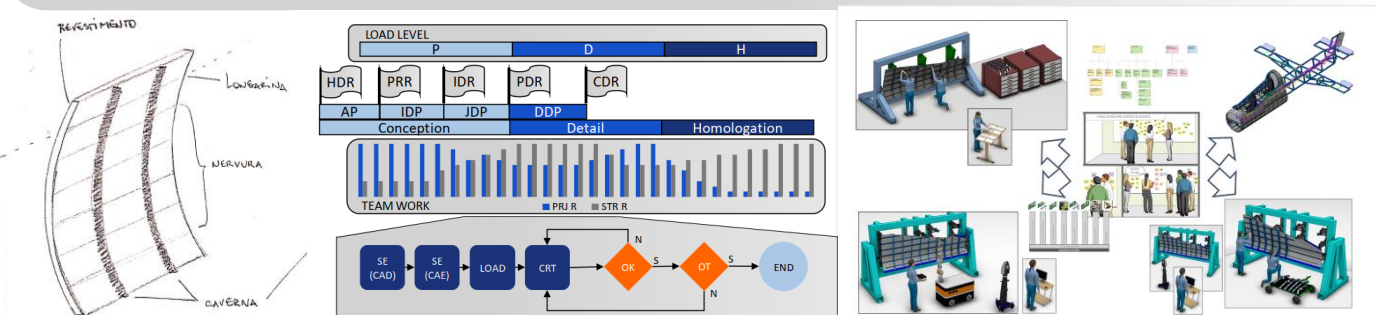 REVESTIMENTO
LONGARINA
NERVURA
CAVERNA
LOAD LEVEL
P D H
HDR PRR IDR PDR CDR
AP IDP JDP DDP
Conception Detail Homologation
TEAM WORK PRJ R STR R
N
SE
(CAD)
SE
(CAE)
LOAD
CRT
OK
S
OT
S
END
N